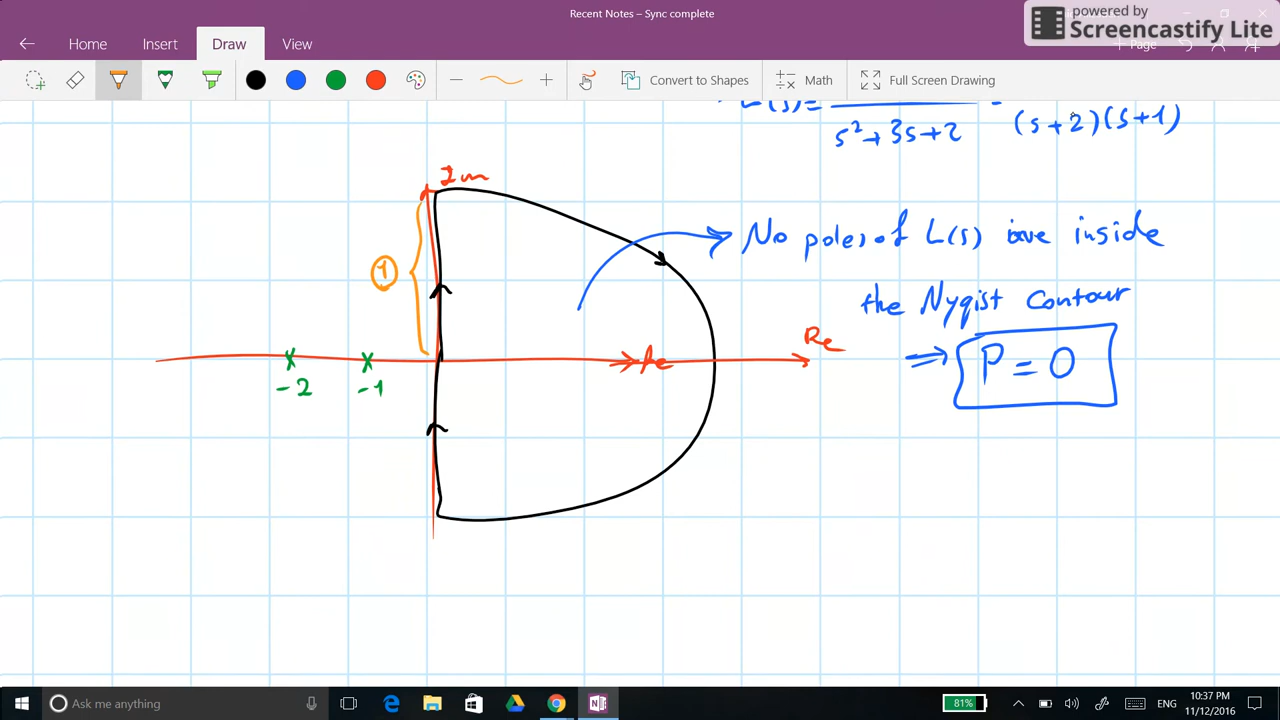 Recent Notes – Sync complete
powered by
Screencastify Lite
Home Insert Draw View
Page
Convert to Shapes
Math
Full Screen Drawing
L(s)=
s²+3s+2
=
(s+2)(s+1)
Im
①
No poles of L(s) are inside
the Nyqist Contour
Re
Re
⇒ P = 0
-2
-1
Ask me anything
81%
ENG
10:37 PM
11/12/2016